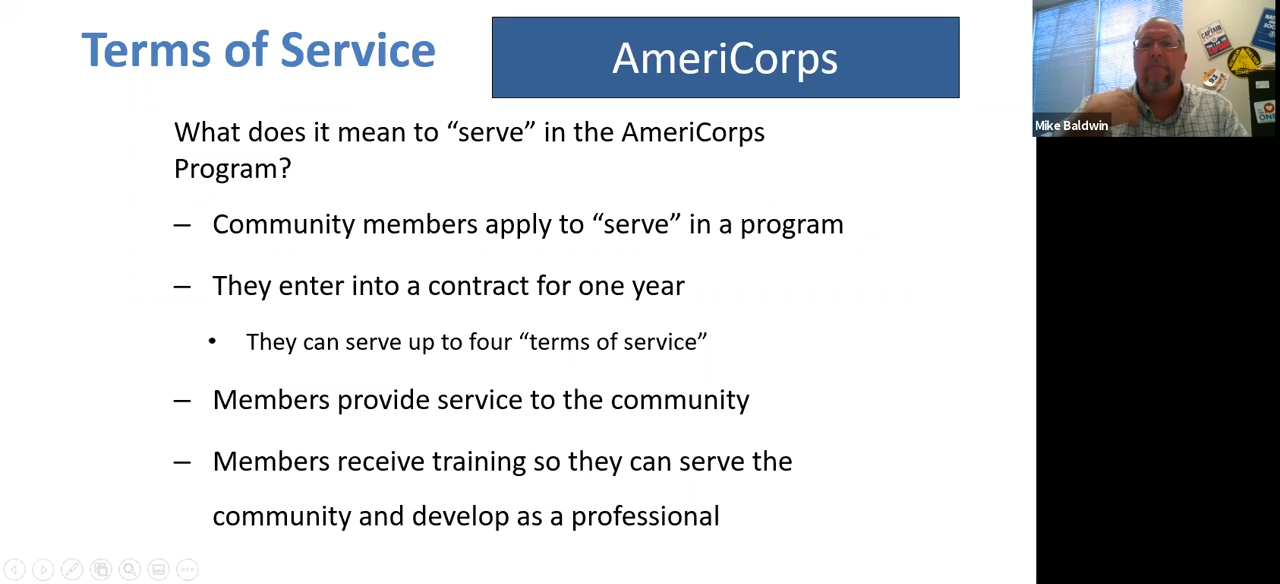 Terms of Service
AmeriCorps
What does it mean to “serve” in the AmeriCorps
Program?
– Community members apply to “serve” in a program
– They enter into a contract for one year
• They can serve up to four “terms of service”
– Members provide service to the community
– Members receive training so they can serve the
community and develop as a professional
Mike Baldwin
CAPTAIN
93
ONE